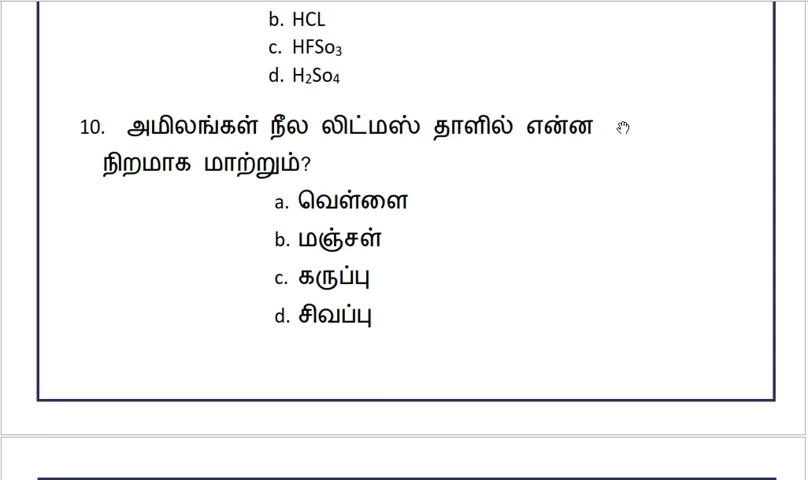 b. HCL
c. HFSo₃
d. H₂So₄
10. அமிலங்கள் நீல லிட்மஸ் தாளில் என்ன
நிறமாக மாற்றும்?
a. வெள்ளை
b. மஞ்சள்
c. கருப்பு
d. சிவப்பு